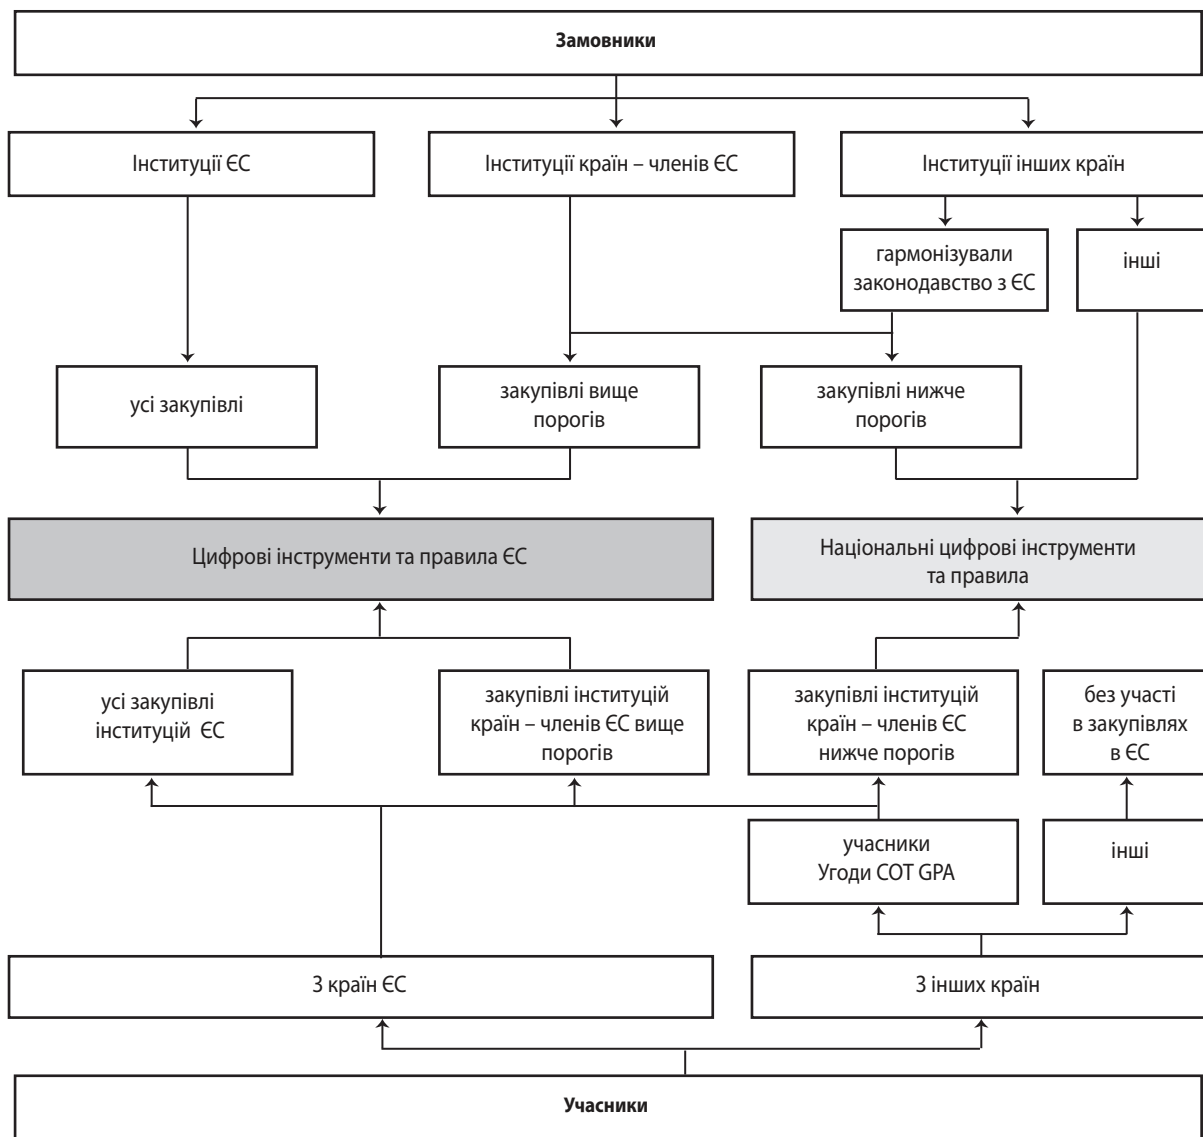 Замовники
Інституції ЄС
Інституції країн – членів ЄС
Інституції інших країн
гармонізували
законодавство з ЄС
інші
усі закупівлі
закупівлі вище
порогів
закупівлі нижче
порогів
Цифрові інструменти та правила ЄС
Національні цифрові інструменти
та правила
усі закупівлі
інституцій ЄС
закупівлі інституцій
країн – членів ЄС вище
порогів
закупівлі інституцій
країн – членів ЄС
нижче порогів
без участі
в закупівлях
в ЄС
учасники
Угоди СОТ GPA
інші
З країн ЄС
З інших країн
Учасники